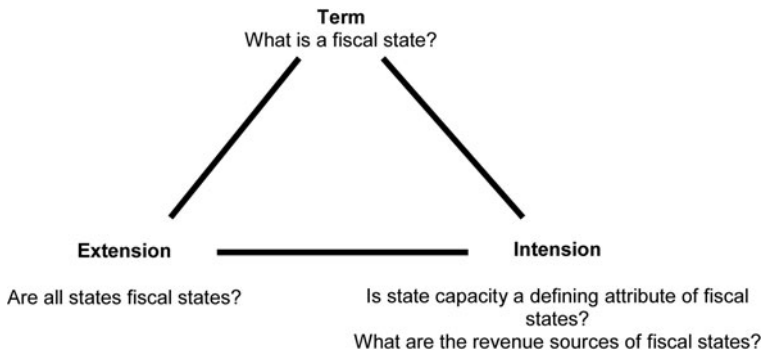 Term
What is a fiscal state?
Extension
Intension
Are all states fiscal states?
Is state capacity a defining attribute of fiscal
states?
What are the revenue sources of fiscal states?